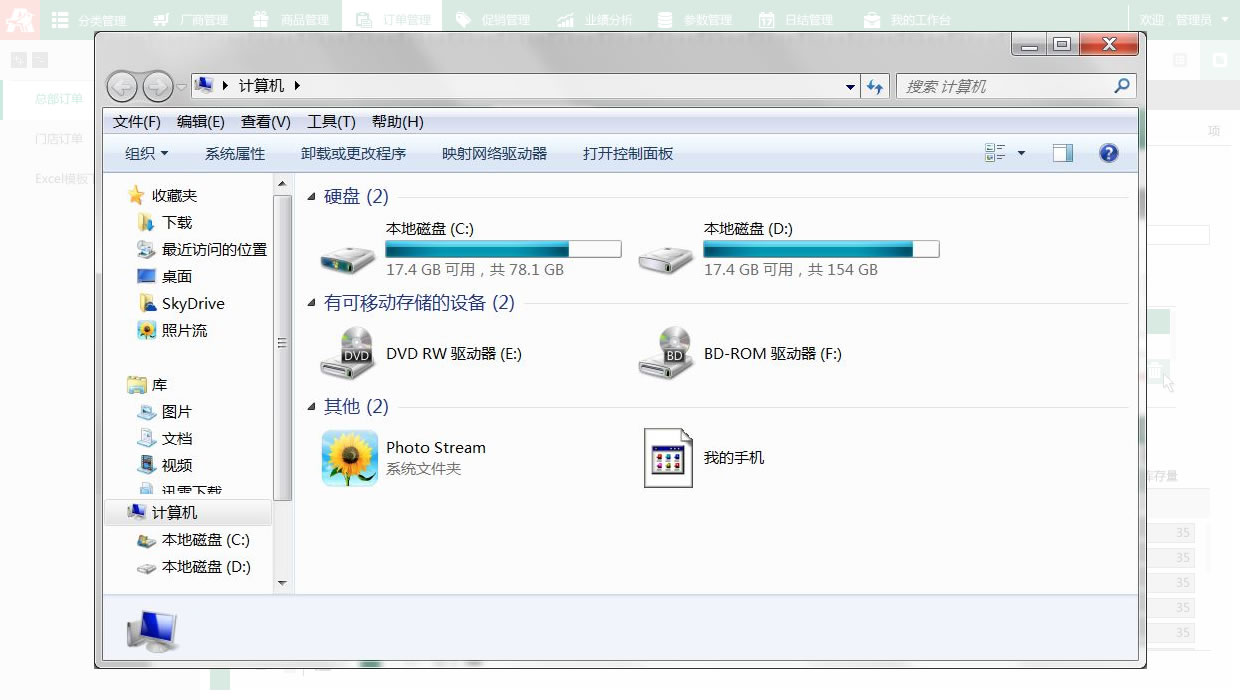 分类管理
厂商管理
商品管理
订单管理
促销管理
业绩分析
参数管理
日结管理
我的工作台
欢迎，管理员
计算机
搜索 计算机
文件(F) 编辑(E) 查看(V) 工具(T) 帮助(H)
组织 系统属性 卸载或更改程序 映射网络驱动器 打开控制面板
总部订单
门店订单
Excel模板下
项
收藏夹
下载
最近访问的位置
桌面
SkyDrive
照片流
库
图片
文档
视频
迅雷下载
计算机
本地磁盘 (C:)
本地磁盘 (D:)
硬盘 (2)
本地磁盘 (C:)
17.4 GB 可用，共 78.1 GB
本地磁盘 (D:)
17.4 GB 可用，共 154 GB
有可移动存储的设备 (2)
DVD
DVD RW 驱动器 (E:)
BD
BD-ROM 驱动器 (F:)
其他 (2)
Photo Stream
系统文件夹
我的手机
库存量
35
35
35
35
35